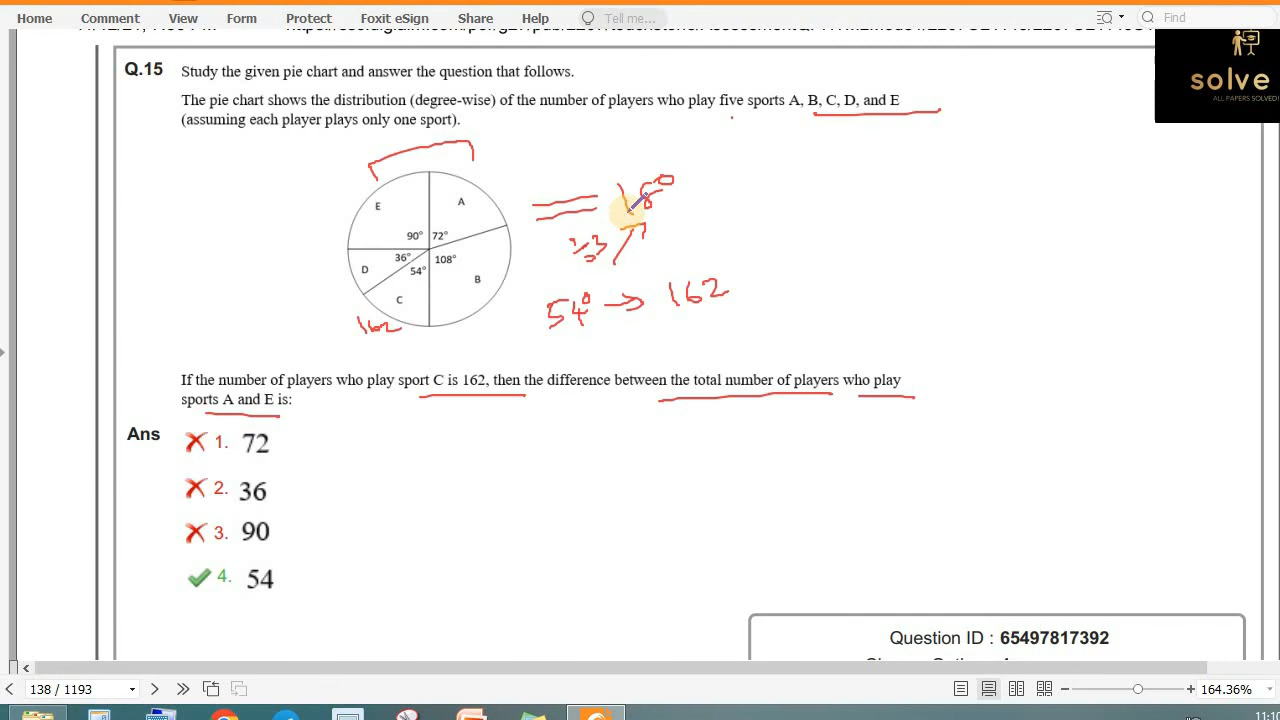 Home Comment View Form Protect Foxit eSign Share Help Tell me... Find
solve
ALL PAPERS SOLVED!
Q.15 Study the given pie chart and answer the question that follows.
The pie chart shows the distribution (degree-wise) of the number of players who play five sports A, B, C, D, and E
(assuming each player plays only one sport).
E A
90° 72°
36° 108°
D 54° B
C
162
18°
x3
54° → 162
If the number of players who play sport C is 162, then the difference between the total number of players who play
sports A and E is:
Ans
1. 72
2. 36
3. 90
4. 54
Question ID : 65497817392
138 / 1193 164.36%